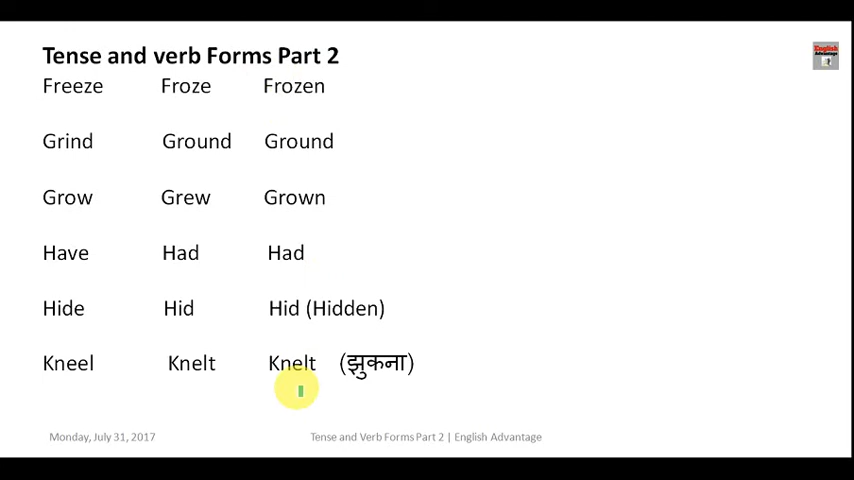 Tense and verb Forms Part 2
English
Advantage
Freeze Froze Frozen
Grind Ground Ground
Grow Grew Grown
Have Had Had
Hide Hid Hid (Hidden)
Kneel Knelt Knelt (झुकना)
Monday, July 31, 2017 Tense and Verb Forms Part 2 | English Advantage